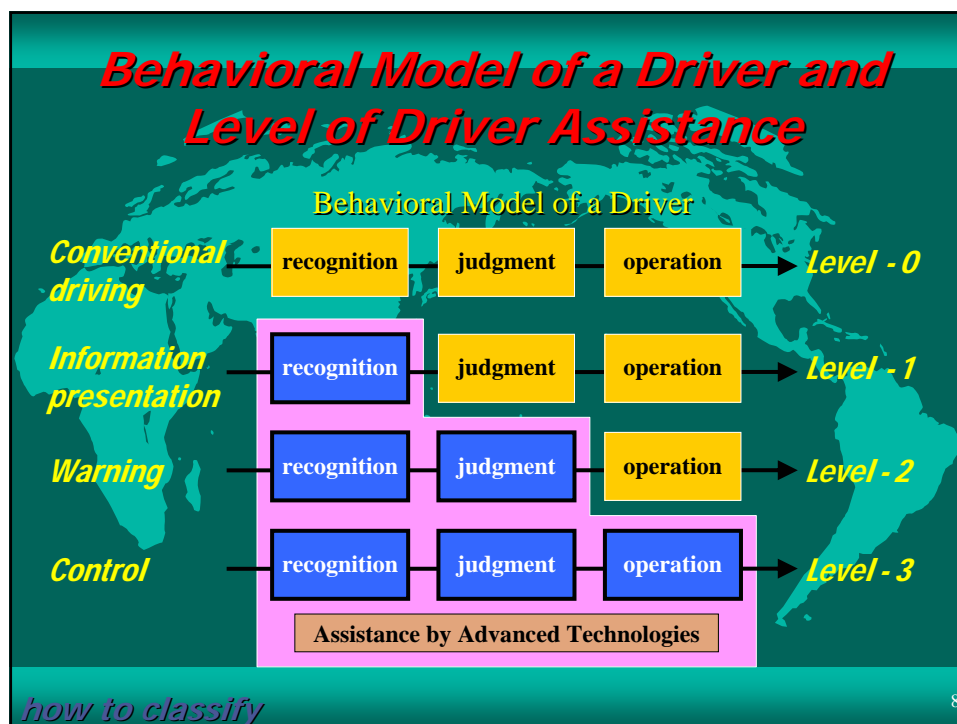 Behavioral Model of a Driver and
Level of Driver Assistance
Behavioral Model of a Driver
Conventional
driving
recognition judgment operation Level - 0
Information
presentation
recognition judgment operation Level - 1
Warning recognition judgment operation Level - 2
Control recognition judgment operation Level - 3
Assistance by Advanced Technologies
how to classify
8